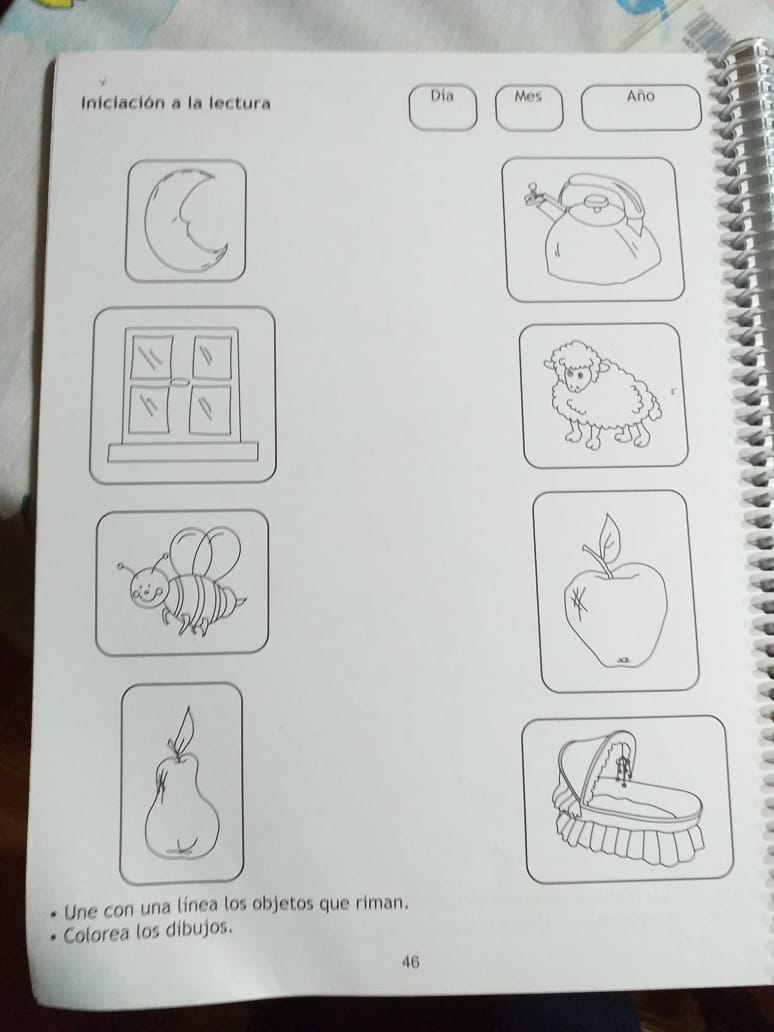 Iniciación a la lectura
Día
Mes
Año
• Une con una línea los objetos que riman.
• Colorea los dibujos.
46